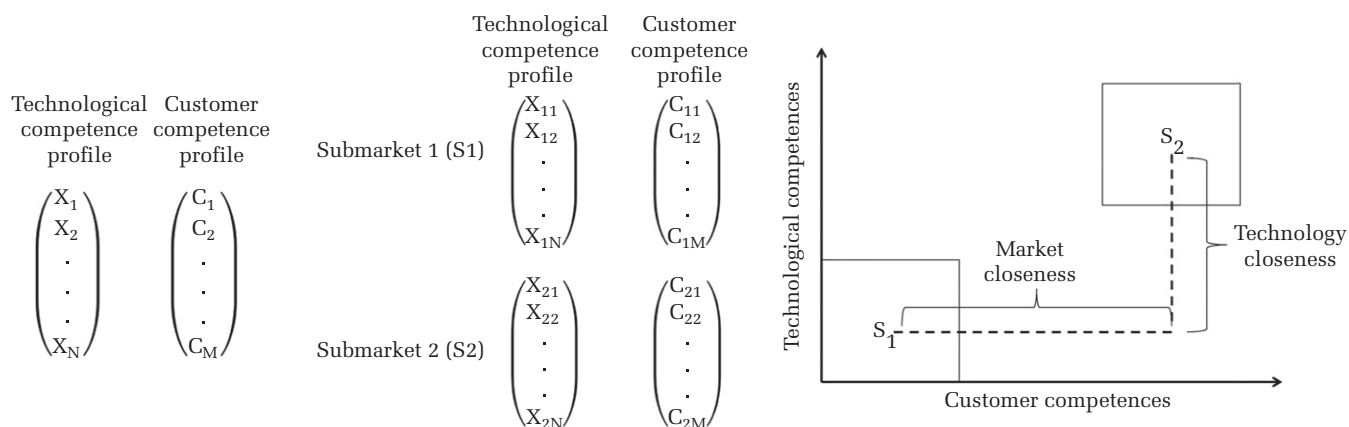 Technological
competence
profile
Customer
competence
profile
X1
X2
.
.
.
XN
C1
C2
.
.
.
CM
Technological
competence
profile
Customer
competence
profile
Submarket 1 (S1)
X11
X12
.
.
.
X1N
C11
C12
.
.
.
C1M
Submarket 2 (S2)
X21
X22
.
.
.
X2N
C21
C22
.
.
.
C2M
Technological competences
S2
Technology
closeness
Market
closeness
S1
Customer competences